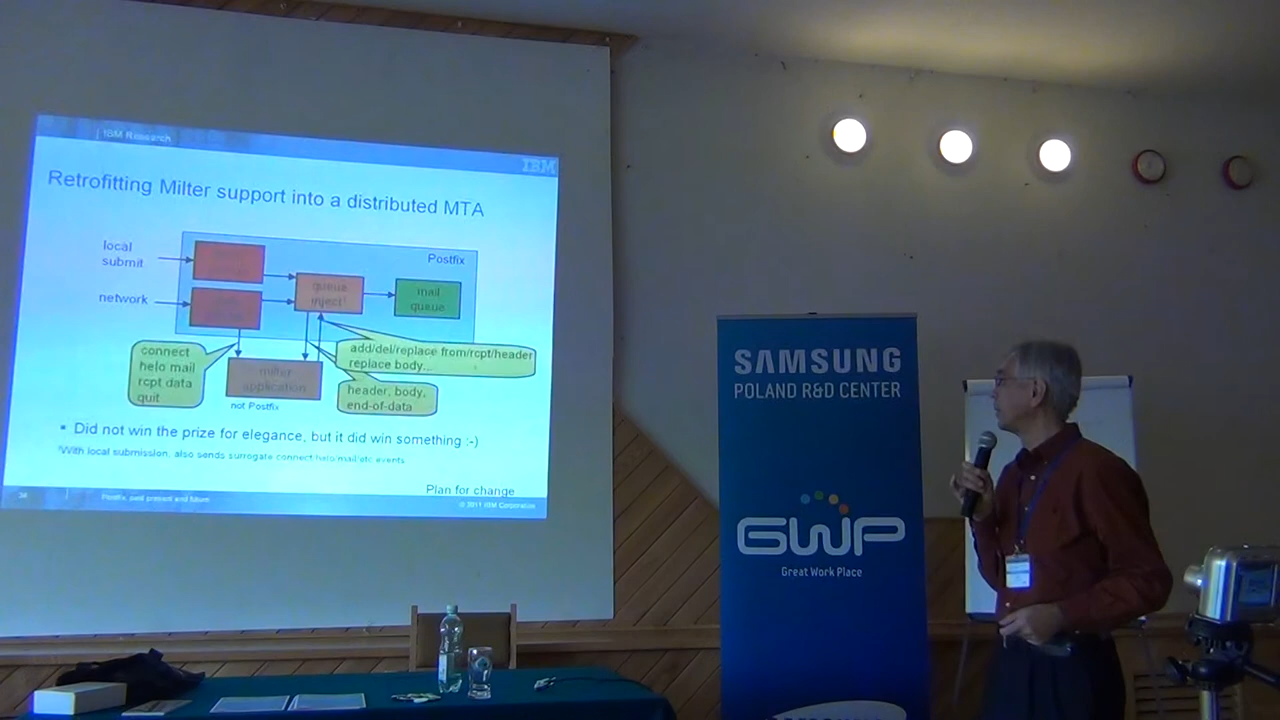 IBM Research
IBM
Retrofitting Milter support into a distributed MTA
local
submit
Postfix
network
queue
inject¹
mail
queue
connect
helo mail
rcpt data
quit
add/del/replace from/rcpt/header
replace body...
milter
application
header, body,
end-of-data
not Postfix
▪ Did not win the prize for elegance, but it did win something :-)
¹With local submission, also sends surrogate connect/helo/mail/etc events
Plan for change
Postfix, past present and future
© 2011 IBM Corporation
SAMSUNG
POLAND R&D CENTER
GWP
Great Work Place